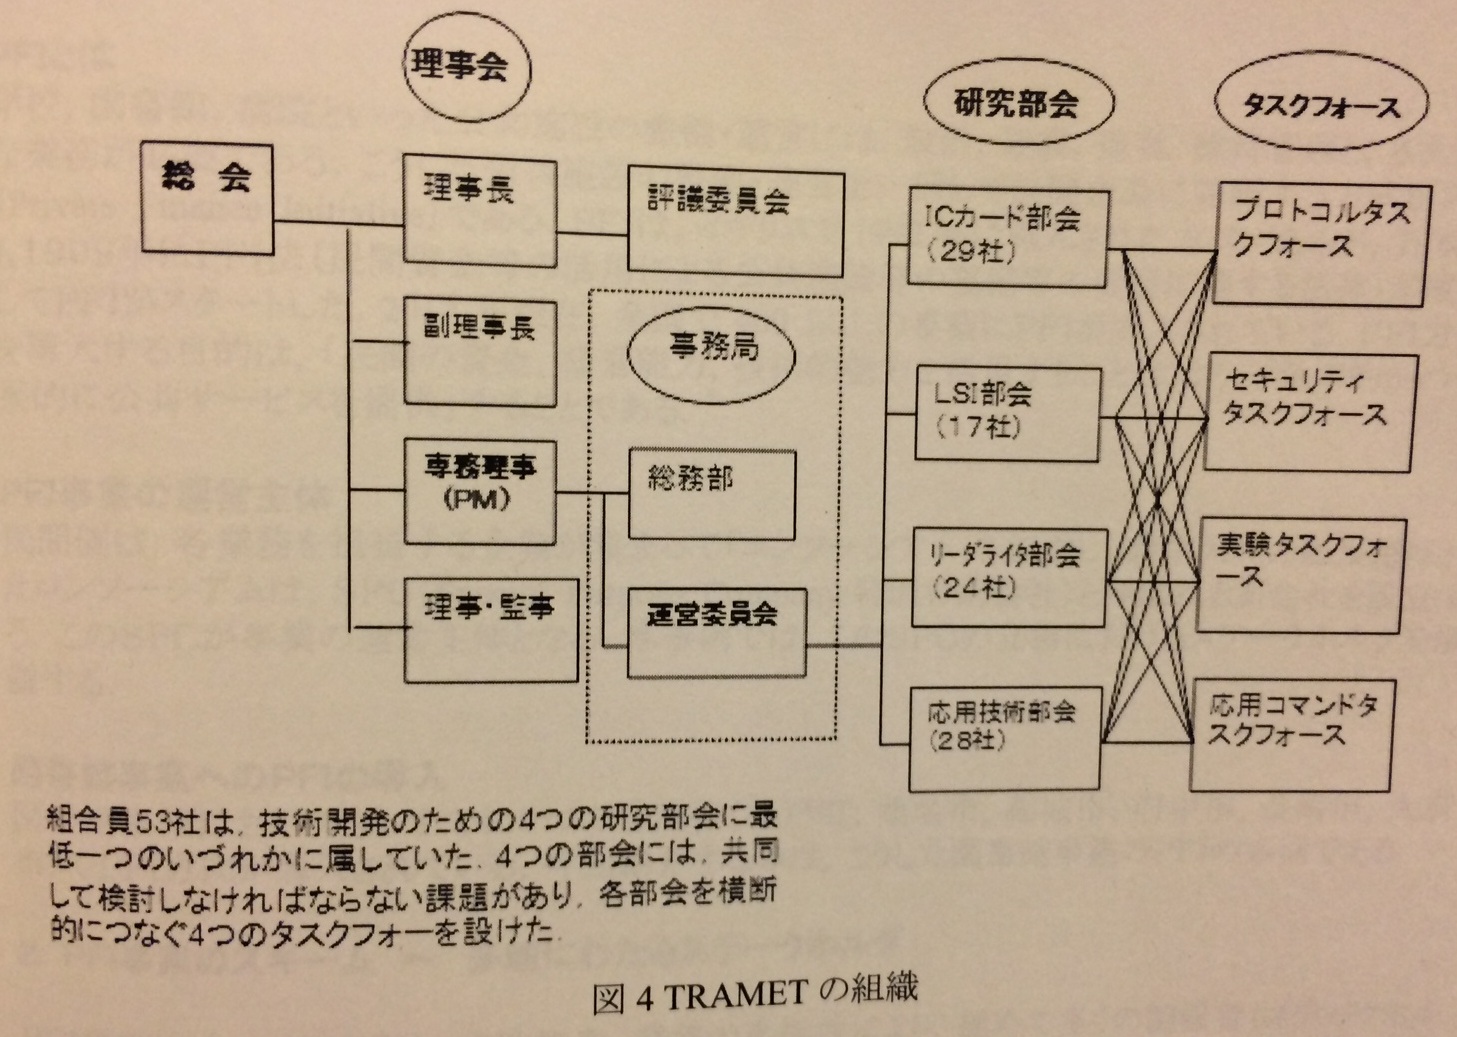 理事会
研究部会
タスクフォース
総 会
理事長
評議委員会
副理事長
事務局
専務理事
(PM)
総務部
理事・監事
運営委員会
ICカード部会
(29社)
LSI部会
(17社)
リーダライタ部会
(24社)
応用技術部会
(28社)
プロトコルタス
クフォース
セキュリティ
タスクフォース
実験タスクフォ
ース
応用コマンドタ
スクフォース
組合員53社は，技術開発のための4つの研究部会に最
低一つのいづれかに属していた．4つの部会には，共同
して検討しなければならない課題があり，各部会を横断
的につなぐ4つのタスクフォーを設けた．
図 4 TRAMET の組織